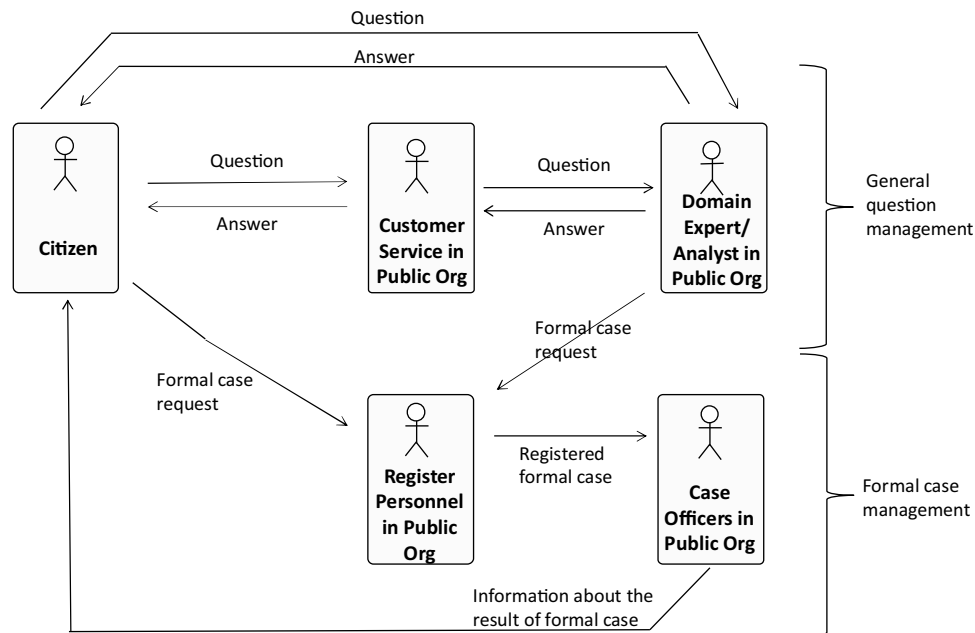 Question
Answer
Question
Answer
Question
Answer
Citizen
Customer
Service in
Public Org
Domain
Expert/
Analyst in
Public Org
General
question
management
Formal case
request
Formal case
request
Register
Personnel
in Public
Org
Registered
formal case
Case
Officers in
Public Org
Formal case
management
Information about the
result of formal case